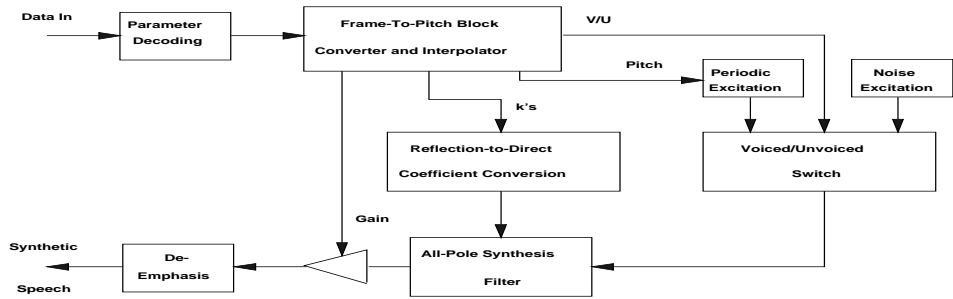 Data In
Parameter
Decoding
Frame-To-Pitch Block
Converter and Interpolator
V/U
Pitch
Periodic
Excitation
Noise
Excitation
k's
Reflection-to-Direct
Coefficient Conversion
Voiced/Unvoiced
Switch
Gain
Synthetic
Speech
De-
Emphasis
All-Pole Synthesis
Filter